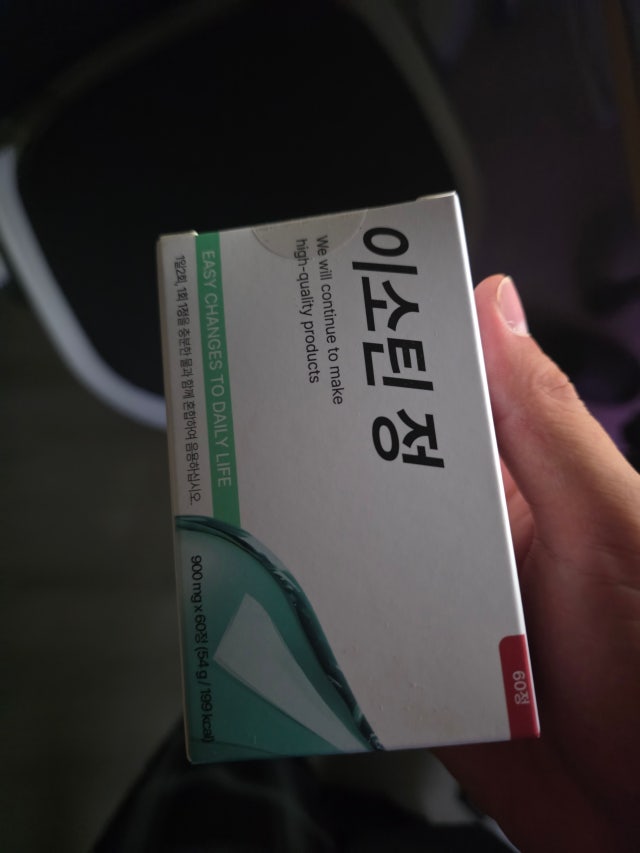 이소틴 정
We will continue to make
high-quality products
EASY CHANGES TO DAILY LIFE
1일2회, 1회 1정을 충분한 물과 함께 혼합하여 음용하십시오.
900 mg x 60정 (54 g / 199 kcal)
60정